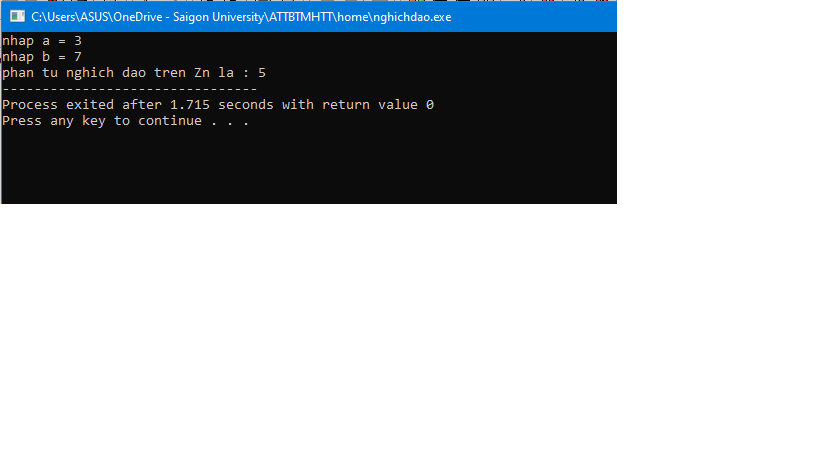 C:\Users\ASUS\OneDrive - Saigon University\ATTBTMHTT\home\nghichdao.exe
nhap a = 3
nhap b = 7
phan tu nghich dao tren Zn la : 5
--------------------------------
Process exited after 1.715 seconds with return value 0
Press any key to continue . . .